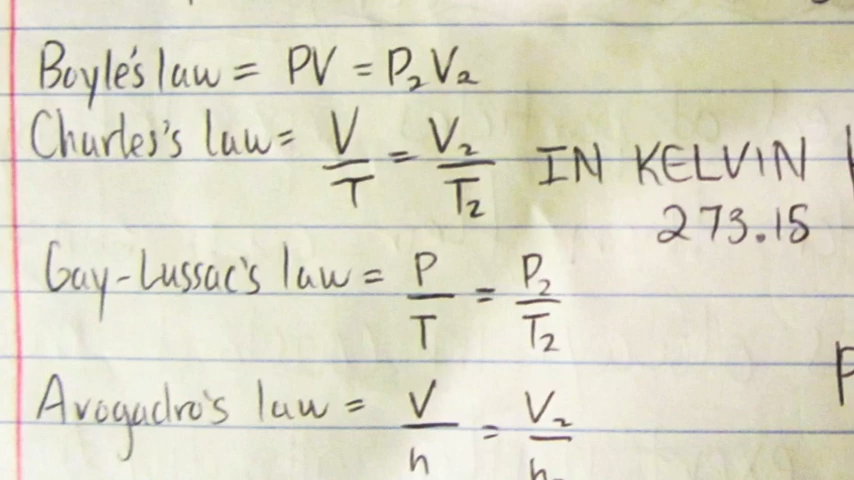 Boyle's law = PV = P₂V₂
Charles's law = V/T = V₂/T₂ IN KELVIN
273.15
Gay-Lussac's law = P/T = P₂/T₂
Avogadro's law = V/n = V₂/n
P